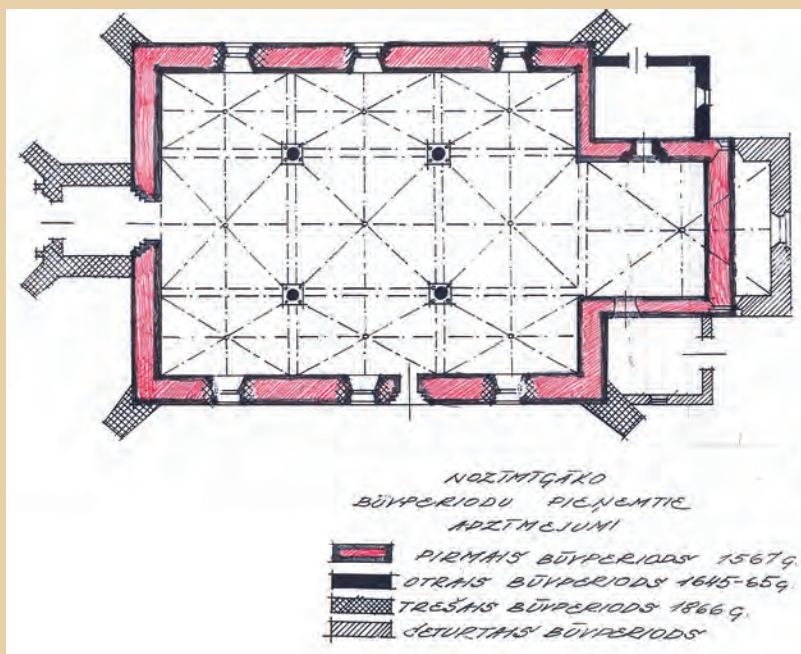 NOZĪMĪGĀKO
BŪVPERIODU PIEŅEMTIE
APZĪMĒJUMI
PIRMAIS BŪVPERIODS 1567 G.
OTRAIS BŪVPERIODS 1645-65 G.
TREŠAIS BŪVPERIODS 1866 G.
CETURTAIS BŪVPERIODS